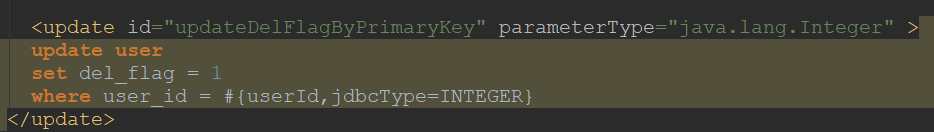 <update id="updateDelFlagByPrimaryKey" parameterType="java.lang.Integer" >
update user
set del_flag = 1
where user_id = #{userId,jdbcType=INTEGER}
</update>